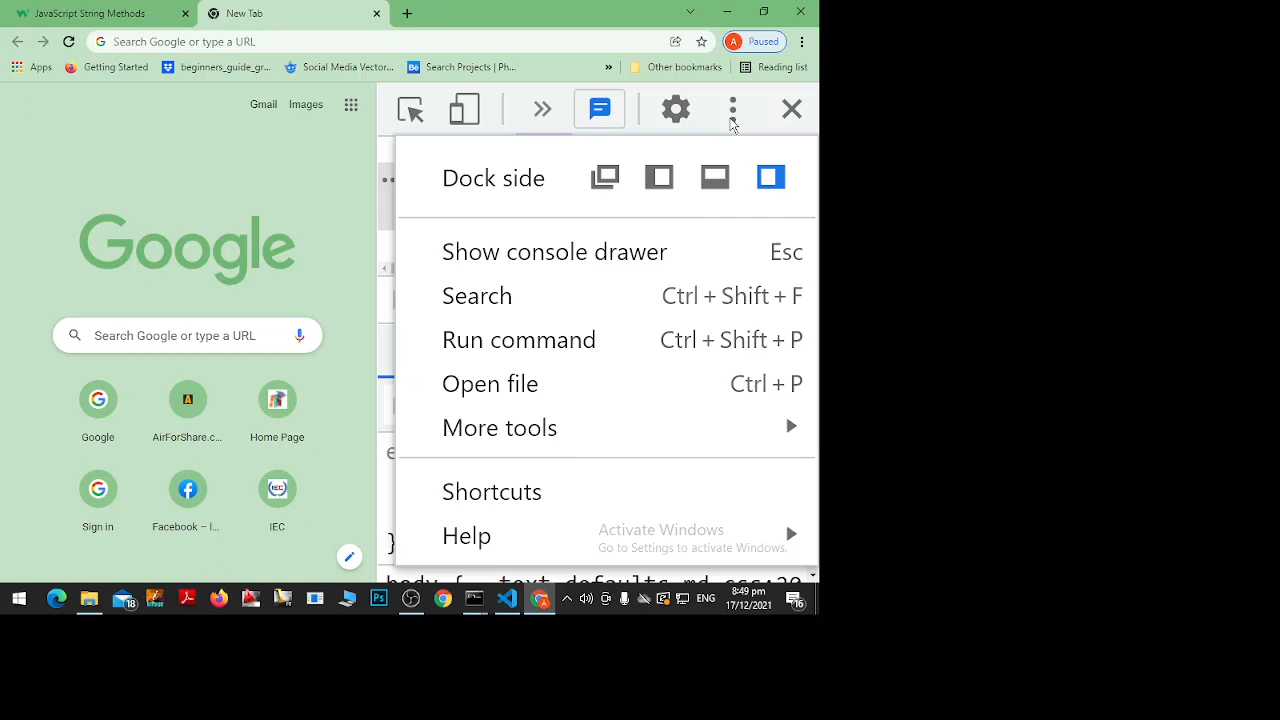 JavaScript String Methods
New Tab
Search Google or type a URL
A Paused
Apps
Getting Started
beginners_guide_gr...
Social Media Vector...
Search Projects | Ph...
»
Other bookmarks
Reading list
Gmail
Images
Google
Search Google or type a URL
Google
AirForShare.c...
Home Page
Sign in
Facebook – l...
IEC
Dock side
Show console drawer Esc
Search Ctrl + Shift + F
Run command Ctrl + Shift + P
Open file Ctrl + P
More tools
Shortcuts
Help
Activate Windows
Go to Settings to activate Windows.
}
ENG
8:49 pm
17/12/2021
18
16